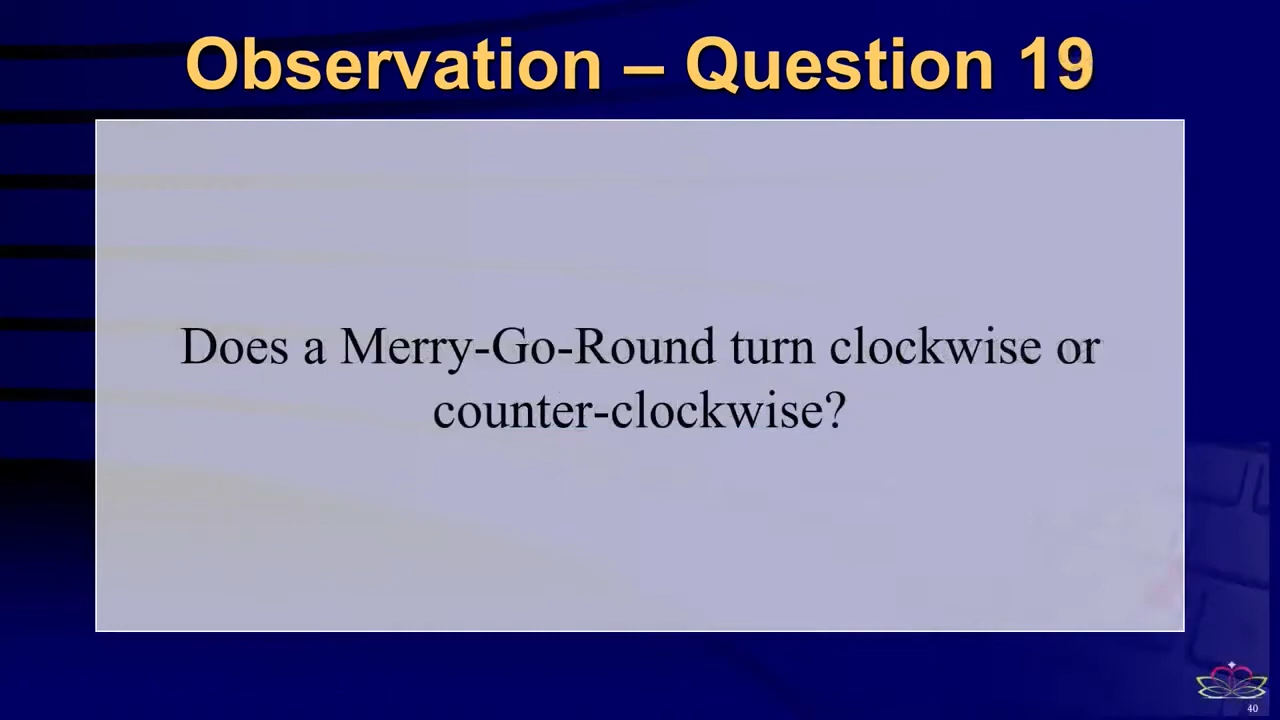 Observation – Question 19
Does a Merry-Go-Round turn clockwise or
counter-clockwise?
40